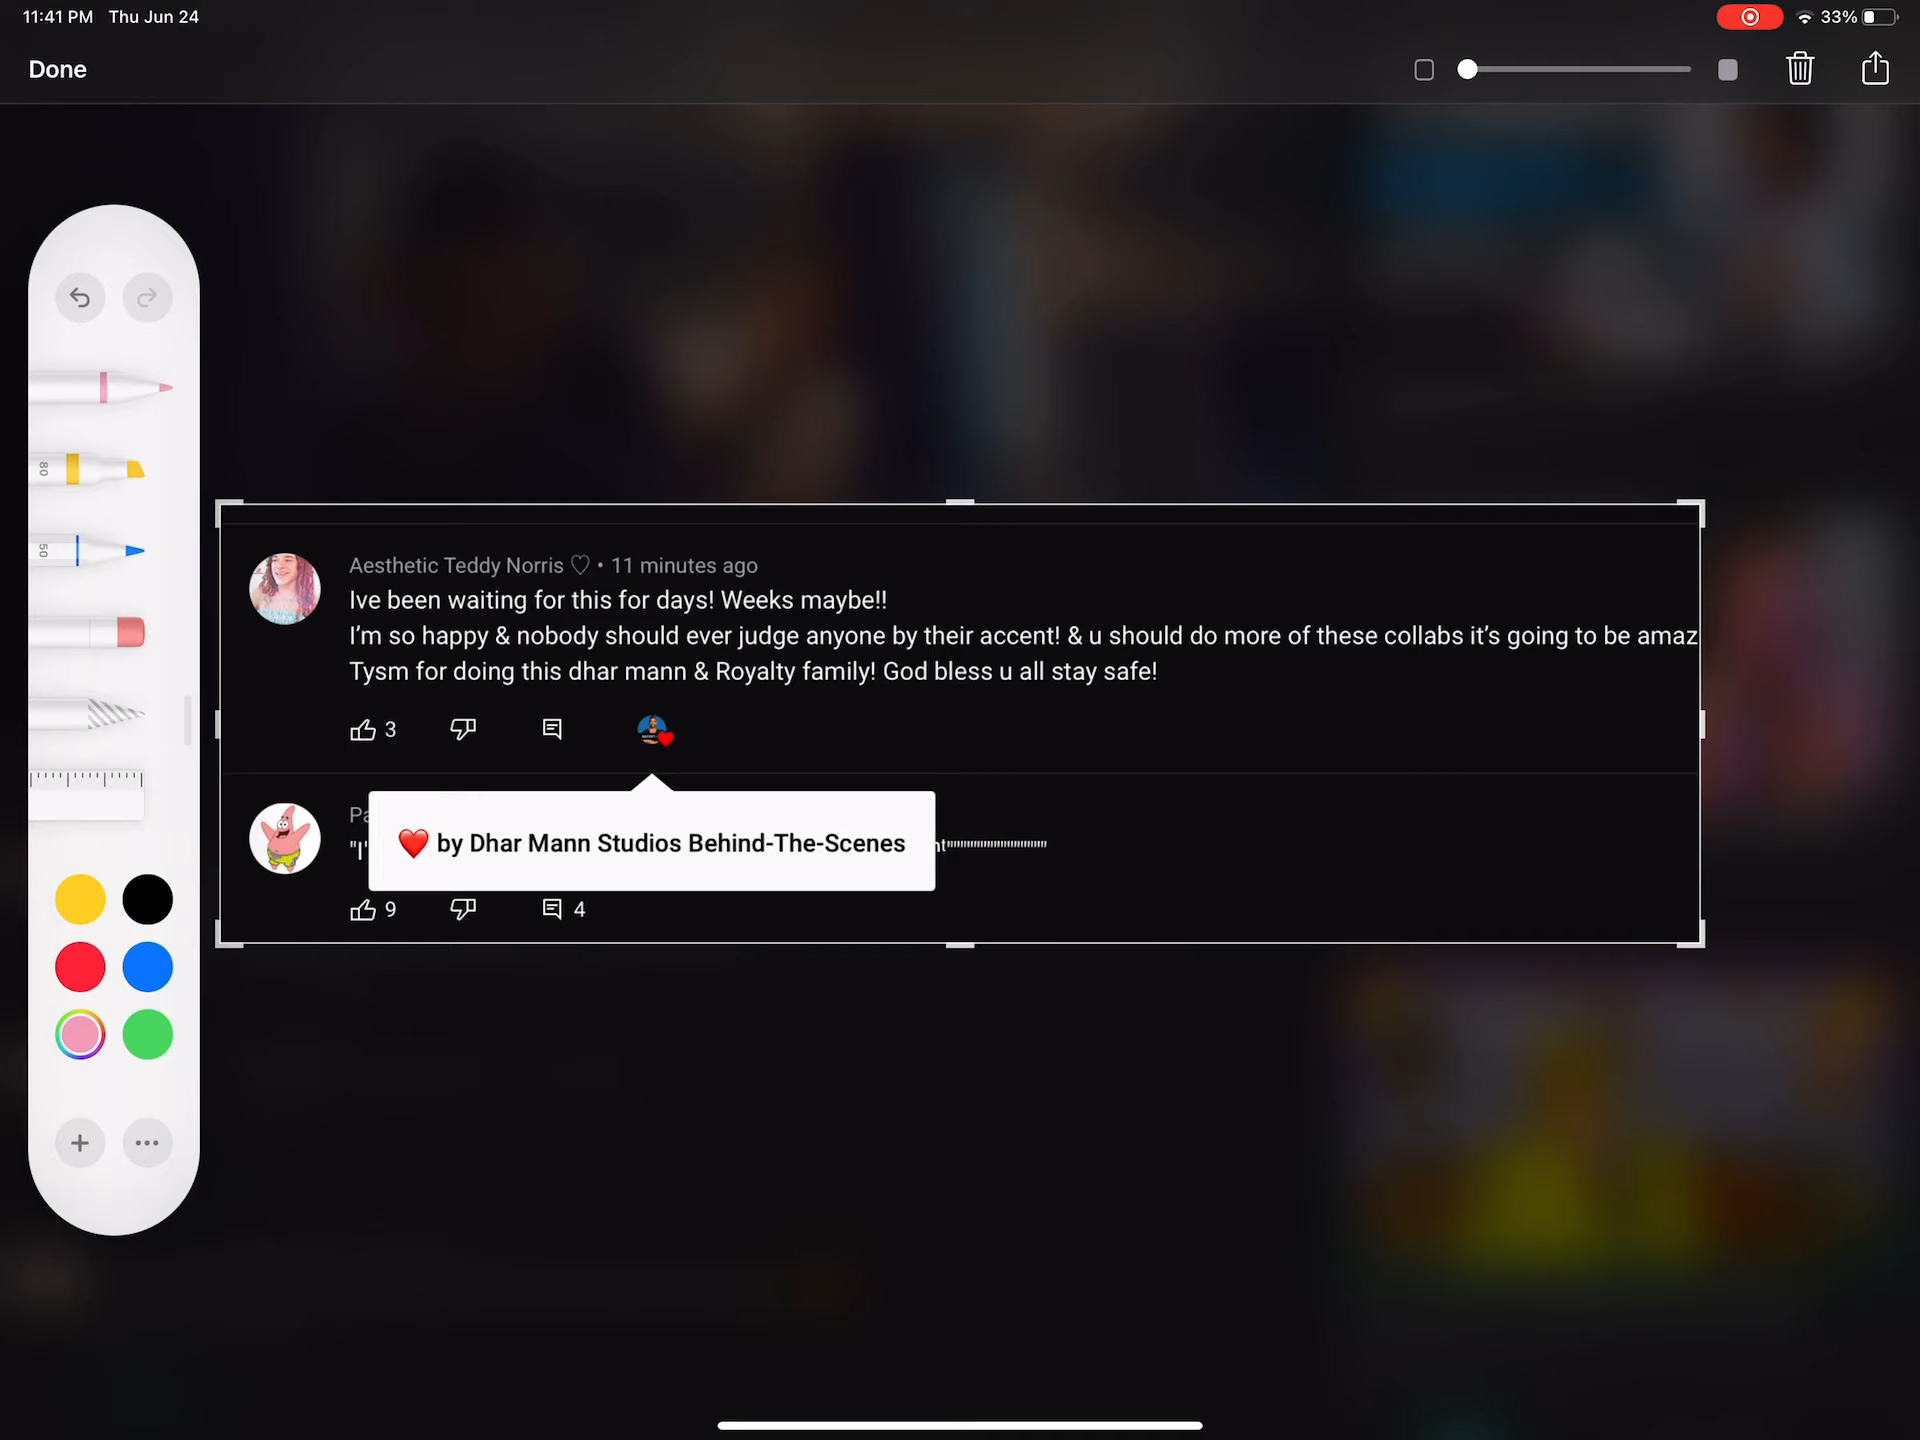 11:41 PM Thu Jun 24
33%
Done
80
50
Aesthetic Teddy Norris ♡ • 11 minutes ago
Ive been waiting for this for days! Weeks maybe!!
I’m so happy & nobody should ever judge anyone by their accent! & u should do more of these collabs it’s going to be amaz
Tysm for doing this dhar mann & Royalty family! God bless u all stay safe!
3
❤️ by Dhar Mann Studios Behind-The-Scenes
9 4